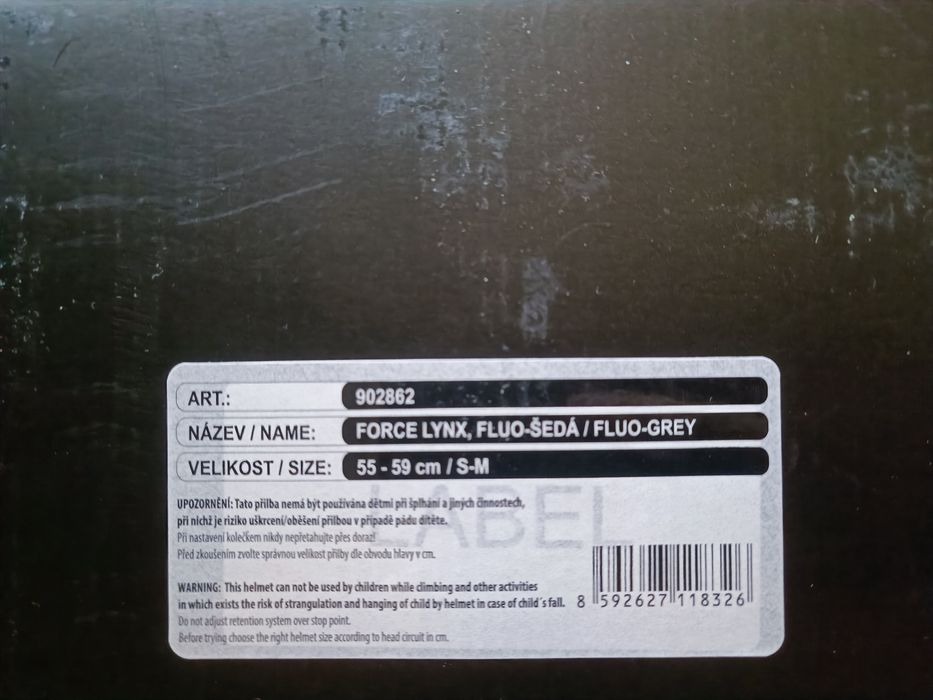 ART.: 902862
NÁZEV / NAME: FORCE LYNX, FLUO-ŠEDÁ / FLUO-GREY
VELIKOST / SIZE: 55 - 59 cm / S-M
LABEL
UPOZORNĚNÍ: Tato přilba nemá být používána dětmi při šplhání a jiných činnostech,
při nichž je riziko uškrcení/oběšení přilbou v případě pádu dítěte.
Při nastavení kolečkem nikdy nepřetahujte přes doraz!
Před zkoušením zvolte správnou velikost přilby dle obvodu hlavy v cm.
WARNING: This helmet can not be used by children while climbing and other activities
in which exists the risk of strangulation and hanging of child by helmet in case of child´s fall.
Do not adjust retention system over stop point.
Before trying choose the right helmet size according to head circuit in cm.
8 592627 118326